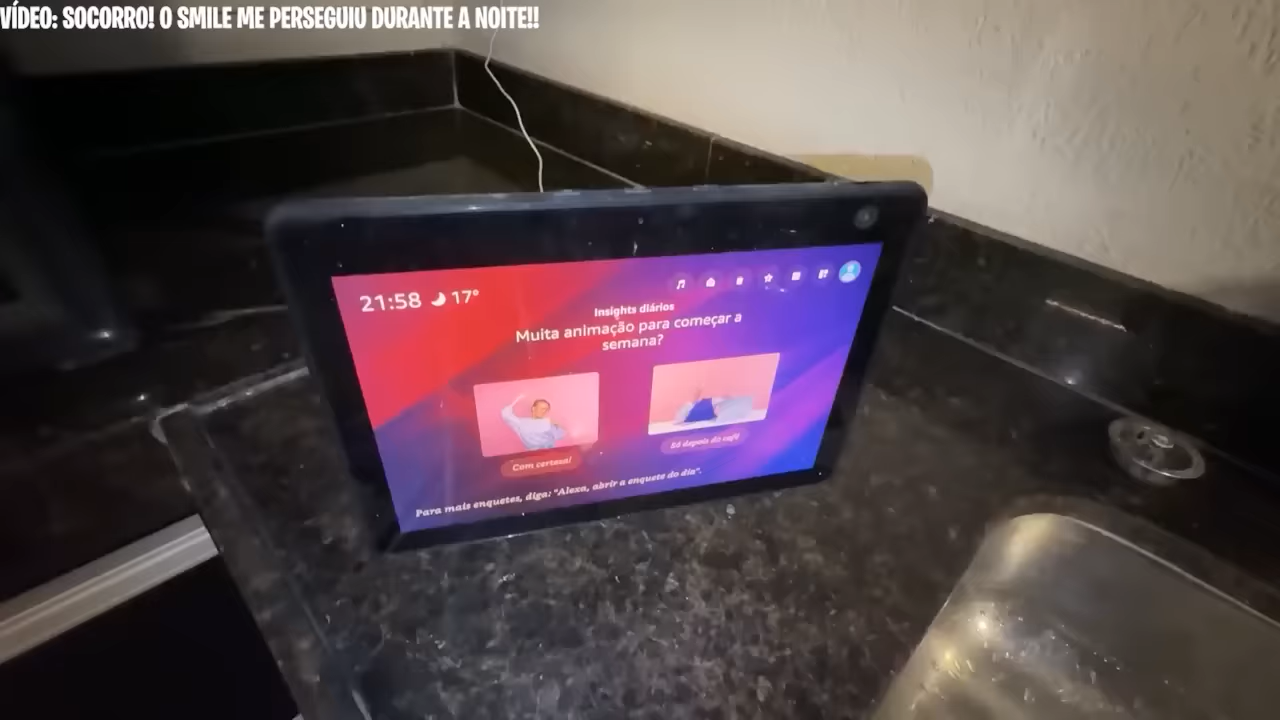 VÍDEO: SOCORRO! O SMILE ME PERSEGUIU DURANTE A NOITE!!
21:58 17°
Insights diários
Muita animação para começar a
semana?
Com certeza!
Só depois do café
Para mais enquetes, diga: "Alexa, abrir a enquete do dia".